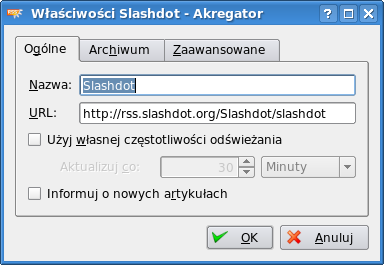 Właściwości Slashdot - Akregator
Ogólne Archiwum Zaawansowane
Nazwa: Slashdot
URL: http://rss.slashdot.org/Slashdot/slashdot
Użyj własnej częstotliwości odświeżania
Aktualizuj co: 30 Minuty
Informuj o nowych artykułach
OK Anuluj